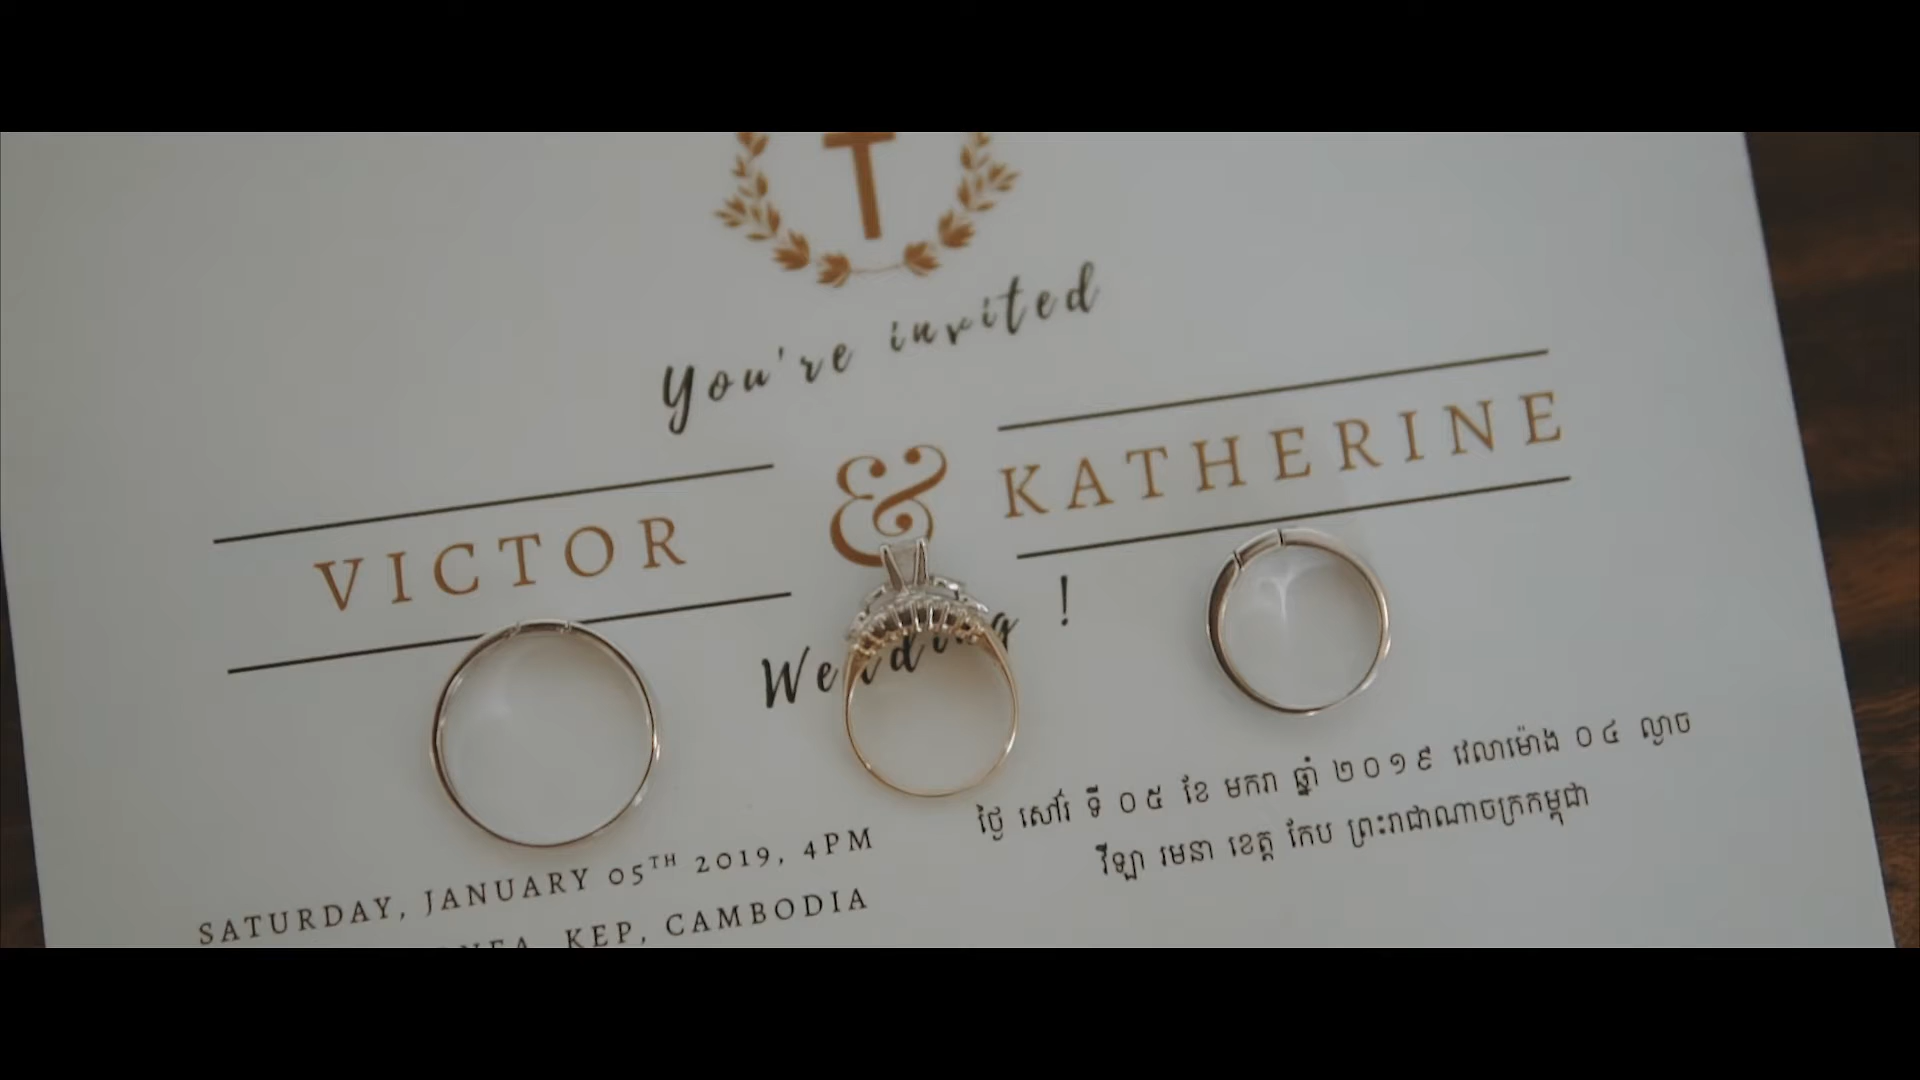 T
You're invited
VICTOR & KATHERINE
Wedding !
SATURDAY, JANUARY 05TH 2019, 4PM
KEP, CAMBODIA
ថ្ងៃ សៅរ៍ ទី ០៥ ខែ មករា ឆ្នាំ ២០១៩ វេលាម៉ោង ០៤ ល្ងាច
វីឡា រមនា ខេត្ត កែប ព្រះរាជាណាចក្រកម្ពុជា